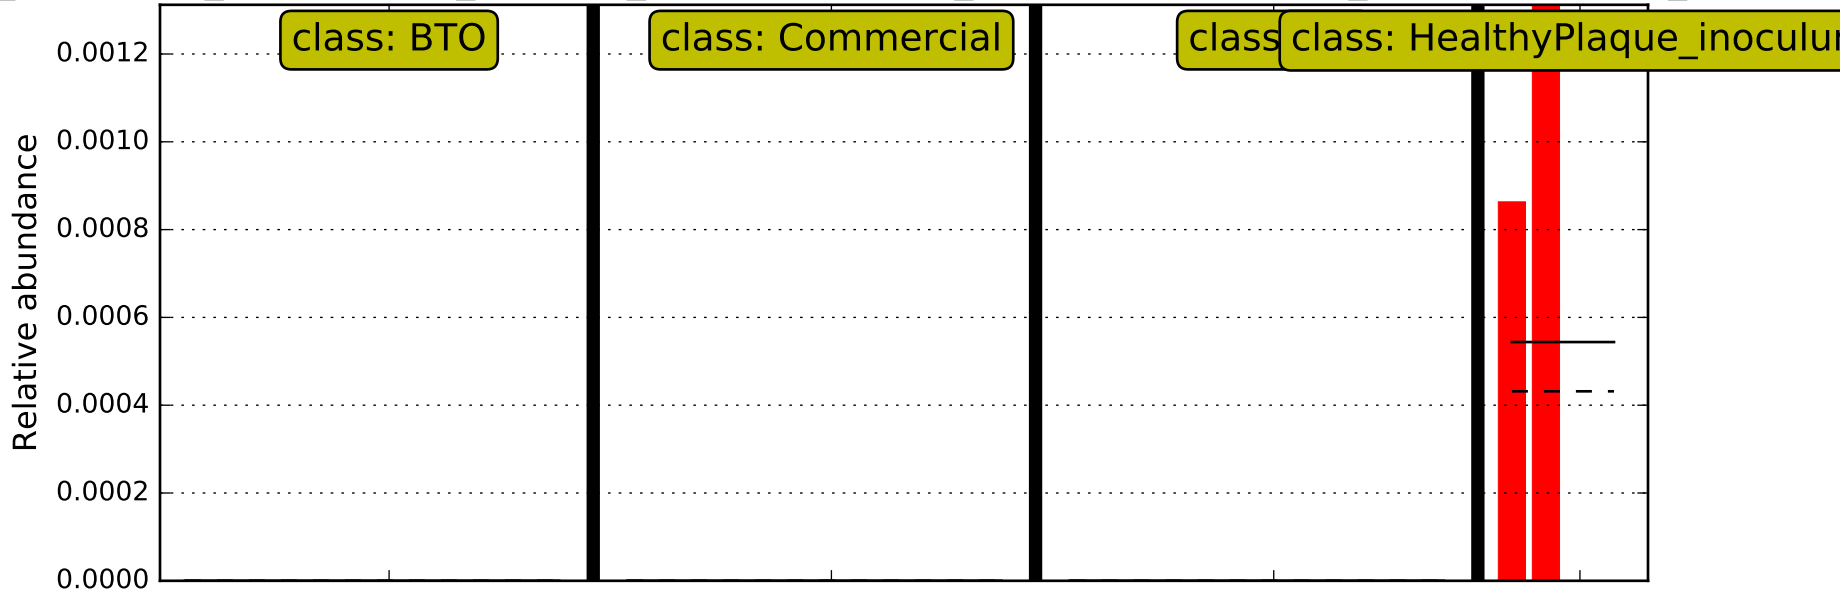 class: BTO
class: Commercial
class
class: HealthyPlaque_inoculu
0.0012
0.0010
0.0008
0.0006
0.0004
0.0002
0.0000
Relative abundance